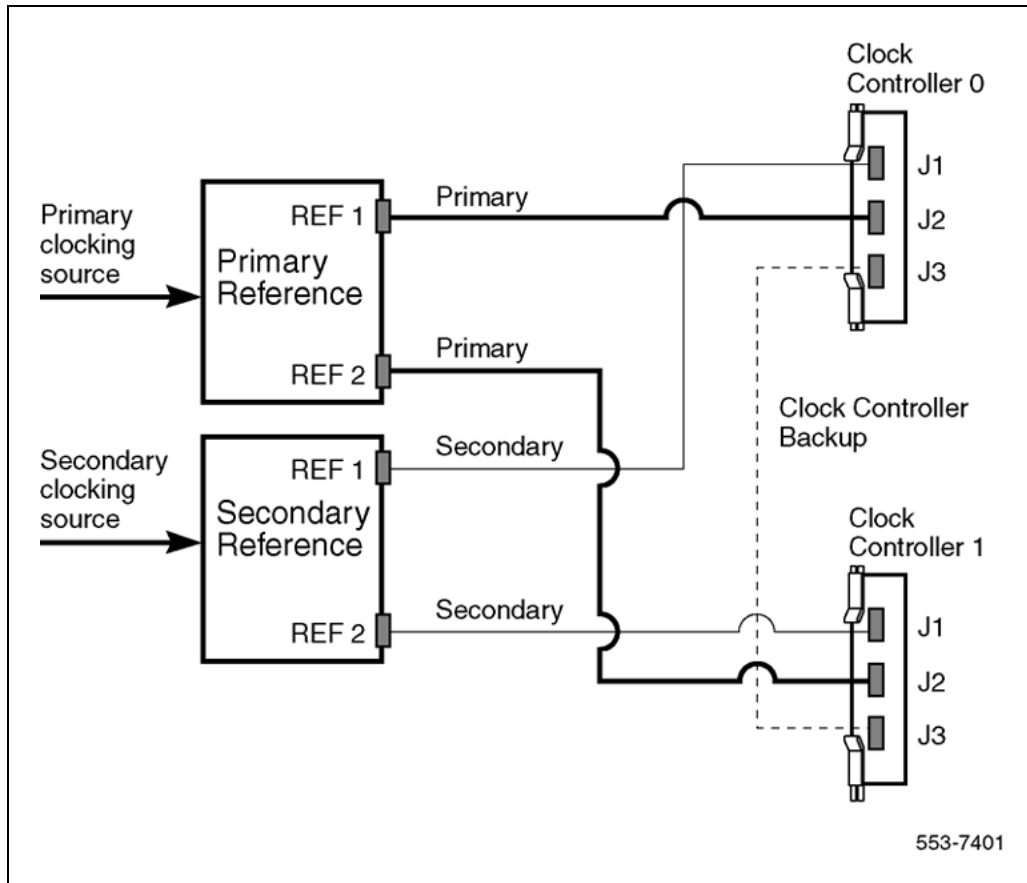 Clock
Controller 0
J1
J2
J3
Primary
clocking
source
REF 1
Primary
Reference
REF 2
Primary
Primary
Clock Controller
Backup
Secondary
clocking
source
REF 1
Secondary
Reference
REF 2
Secondary
Secondary
Clock
Controller 1
J1
J2
J3
553-7401